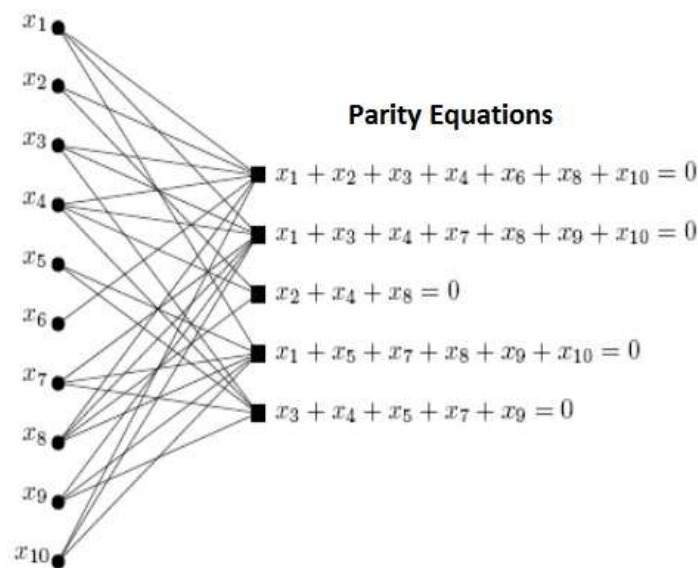 x₁
x₂
x₃
x₄
x₅
x₆
x₇
x₈
x₉
x₁₀
Parity Equations
x₁ + x₂ + x₃ + x₄ + x₆ + x₈ + x₁₀ = 0
x₁ + x₃ + x₄ + x₇ + x₈ + x₉ + x₁₀ = 0
x₂ + x₄ + x₈ = 0
x₁ + x₅ + x₇ + x₈ + x₉ + x₁₀ = 0
x₃ + x₄ + x₅ + x₇ + x₉ = 0